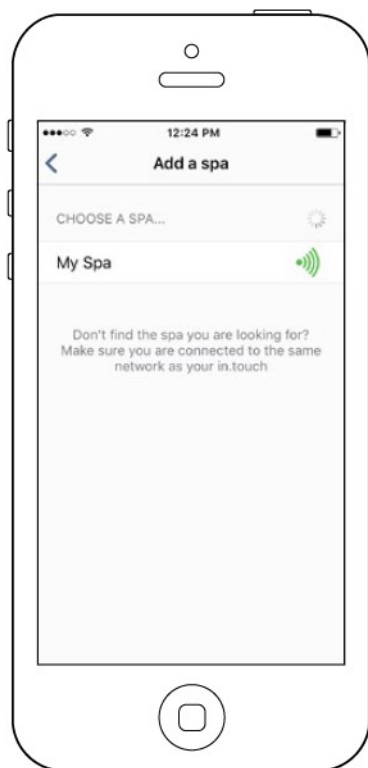 12:24 PM
Add a spa
CHOOSE A SPA...
My Spa
Don't find the spa you are looking for?
Make sure you are connected to the same
network as your in.touch